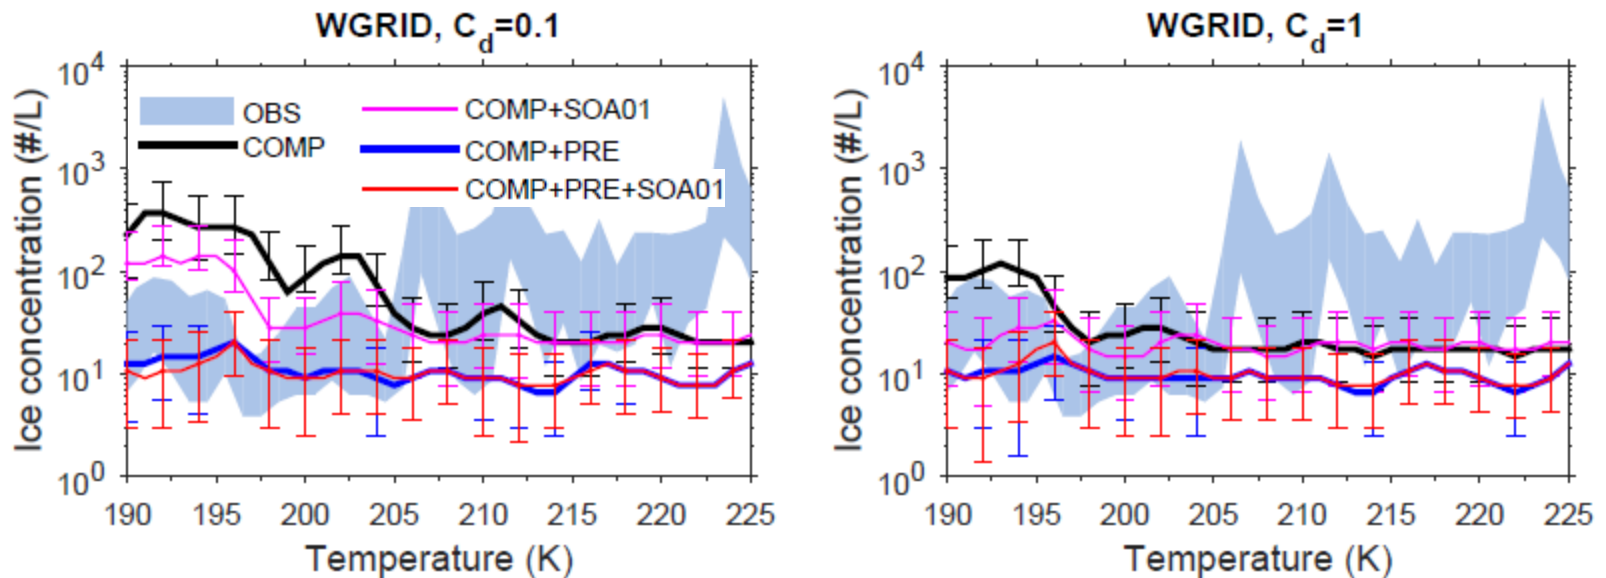 WGRID, C_d=0.1
Ice concentration (#/L)
10^4
10^3
10^2
10^1
10^0
OBS
COMP
COMP+SOA01
COMP+PRE
COMP+PRE+SOA01
190 195 200 205 210 215 220 225
Temperature (K)
WGRID, C_d=1
Ice concentration (#/L)
10^4
10^3
10^2
10^1
10^0
190 195 200 205 210 215 220 225
Temperature (K)